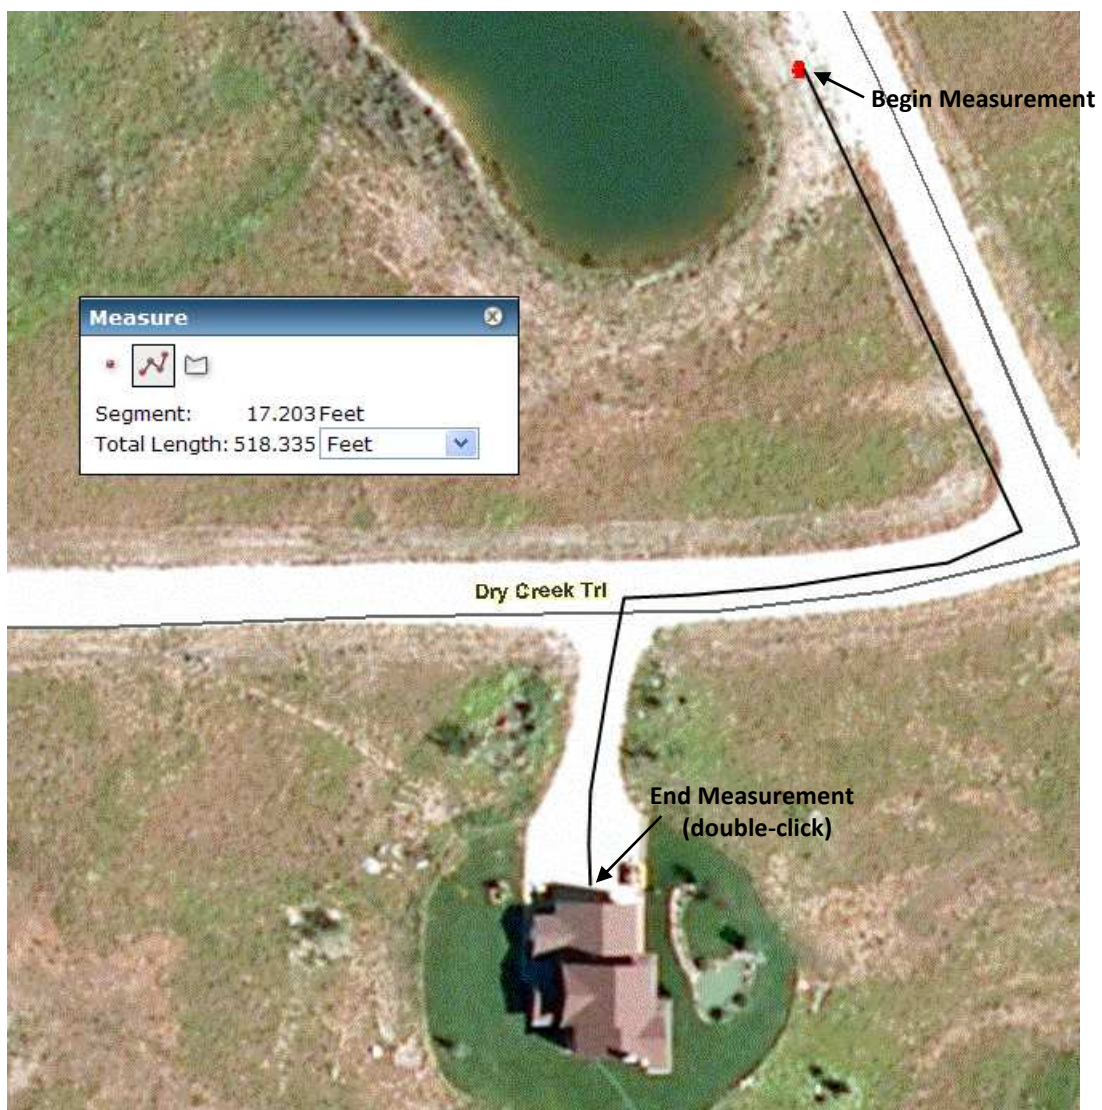 Begin Measurement
Measure
Segment: 17.203 Feet
Total Length: 518.335 Feet
Dry Creek Trl
End Measurement
(double-click)